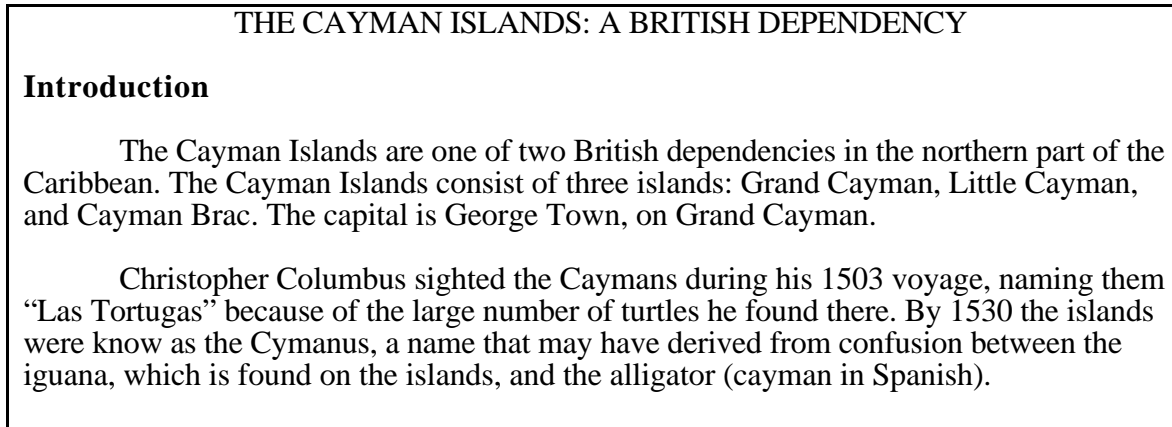 THE CAYMAN ISLANDS: A BRITISH DEPENDENCY
Introduction
The Cayman Islands are one of two British dependencies in the northern part of the
Caribbean. The Cayman Islands consist of three islands: Grand Cayman, Little Cayman,
and Cayman Brac. The capital is George Town, on Grand Cayman.
Christopher Columbus sighted the Caymans during his 1503 voyage, naming them
“Las Tortugas” because of the large number of turtles he found there. By 1530 the islands
were know as the Cymanus, a name that may have derived from confusion between the
iguana, which is found on the islands, and the alligator (cayman in Spanish).